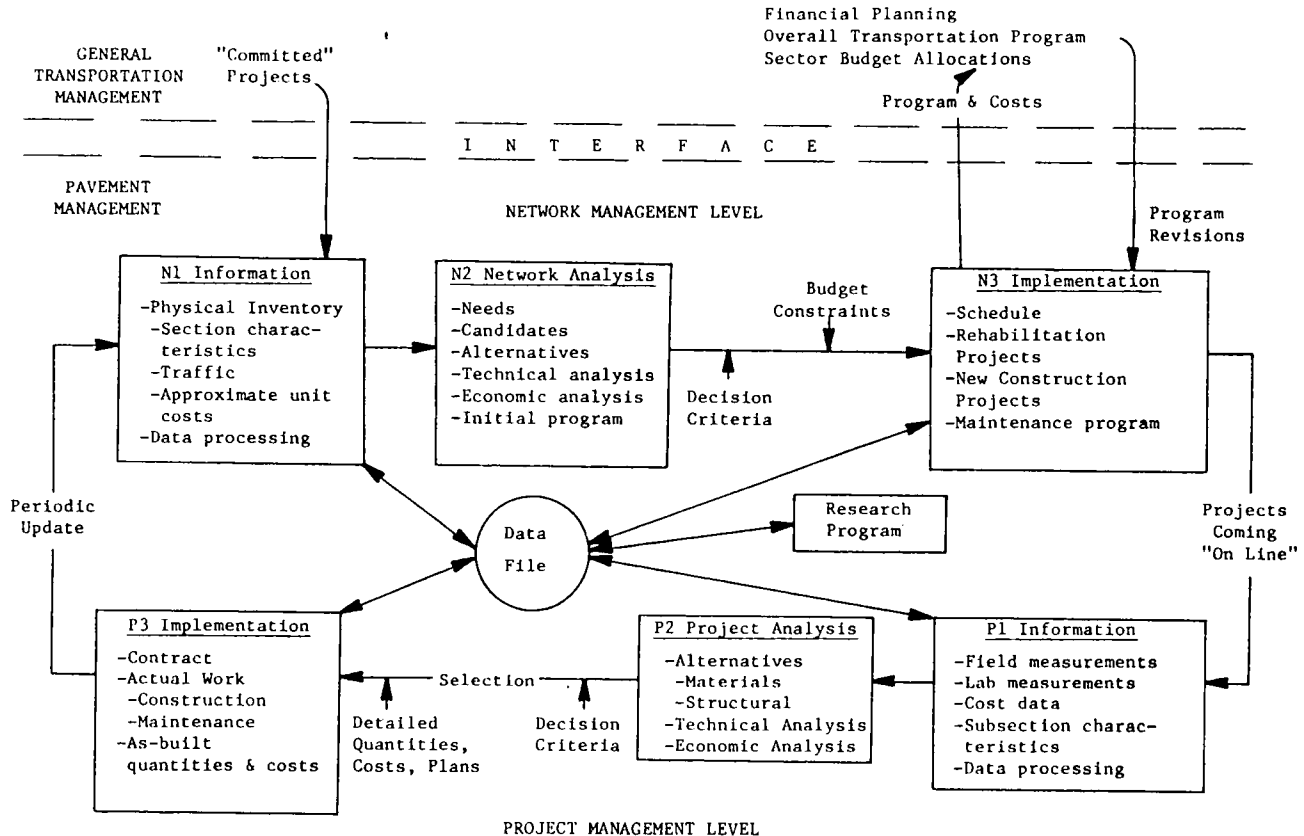 Financial Planning
Overall Transportation Program
Sector Budget Allocations
GENERAL
TRANSPORTATION
MANAGEMENT
"Committed"
Projects
Program & Costs
I N T E R F A C E
PAVEMENT
MANAGEMENT
NETWORK MANAGEMENT LEVEL
Program
Revisions
N1 Information
-Physical Inventory
-Section charac-
teristics
-Traffic
-Approximate unit
costs
-Data processing
N2 Network Analysis
-Needs
-Candidates
-Alternatives
-Technical analysis
-Economic analysis
-Initial program
Budget
Constraints
Decision
Criteria
N3 Implementation
-Schedule
-Rehabilitation
Projects
-New Construction
Projects
-Maintenance program
Periodic
Update
Data
File
Research
Program
Projects
Coming
"On Line"
P3 Implementation
-Contract
-Actual Work
-Construction
-Maintenance
-As-built
quantities & costs
Selection
Detailed
Quantities,
Costs, Plans
Decision
Criteria
P2 Project Analysis
-Alternatives
-Materials
-Structural
-Technical Analysis
-Economic Analysis
P1 Information
-Field measurements
-Lab measurements
-Cost data
-Subsection charac-
teristics
-Data processing
PROJECT MANAGEMENT LEVEL